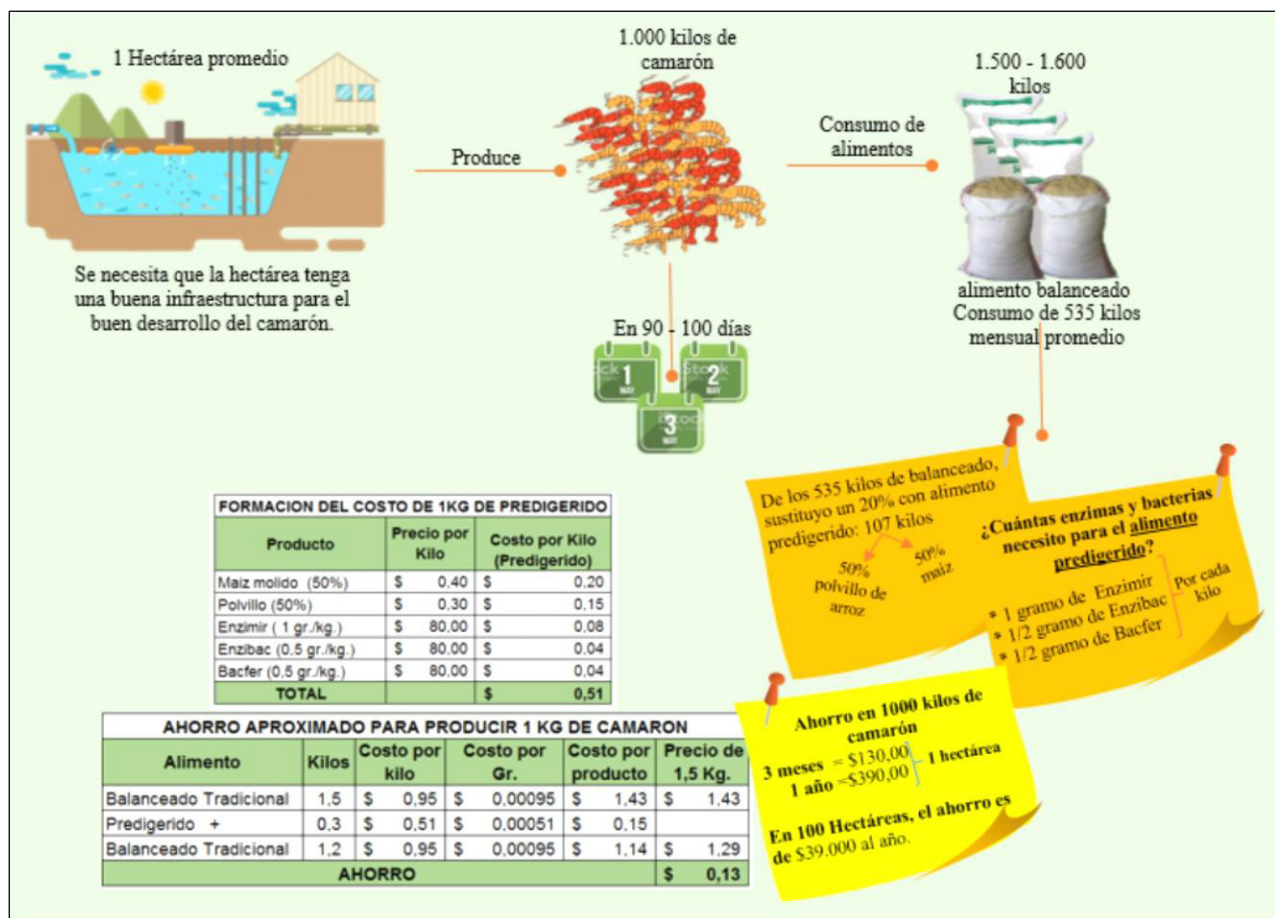 1 Hectárea promedio
Se necesita que la hectárea tenga
una buena infraestructura para el
buen desarrollo del camarón.
Produce
1.000 kilos de
camarón
Consumo de
alimentos
1.500 - 1.600
kilos
alimento balanceado
Consumo de 535 kilos
mensual promedio
En 90 - 100 días
1
MAY
2
MAY
3
MAY
De los 535 kilos de balanceado,
sustituyo un 20% con alimento
predigerido: 107 kilos
50%
polvillo de
arroz
50%
maiz
¿Cuántas enzimas y bacterias
necesito para el alimento
predigerido?
* 1 gramo de Enzimir
* 1/2 gramo de Enzibac
* 1/2 gramo de Bacfer
Por cada
kilo
FORMACION DEL COSTO DE 1KG DE PREDIGERIDO
Producto Precio por Kilo Costo por Kilo (Predigerido)
Maiz molido (50%) $ 0,40 $ 0,20
Polvillo (50%) $ 0,30 $ 0,15
Enzimir ( 1 gr./kg.) $ 80,00 $ 0,08
Enzibac (0,5 gr./kg.) $ 80,00 $ 0,04
Bacfer (0,5 gr./kg.) $ 80,00 $ 0,04
TOTAL $ 0,51
AHORRO APROXIMADO PARA PRODUCIR 1 KG DE CAMARON
Alimento Kilos Costo por kilo Costo por Gr. Costo por producto Precio de 1,5 Kg.
Balanceado Tradicional 1,5 $ 0,95 $ 0,00095 $ 1,43 $ 1,43
Predigerido + 0,3 $ 0,51 $ 0,00051 $ 0,15
Balanceado Tradicional 1,2 $ 0,95 $ 0,00095 $ 1,14 $ 1,29
AHORRO $ 0,13
Ahorro en 1000 kilos de
camarón
3 meses = $130,00
1 año =$390,00
1 hectárea
En 100 Hectáreas, el ahorro es
de $39.000 al año.